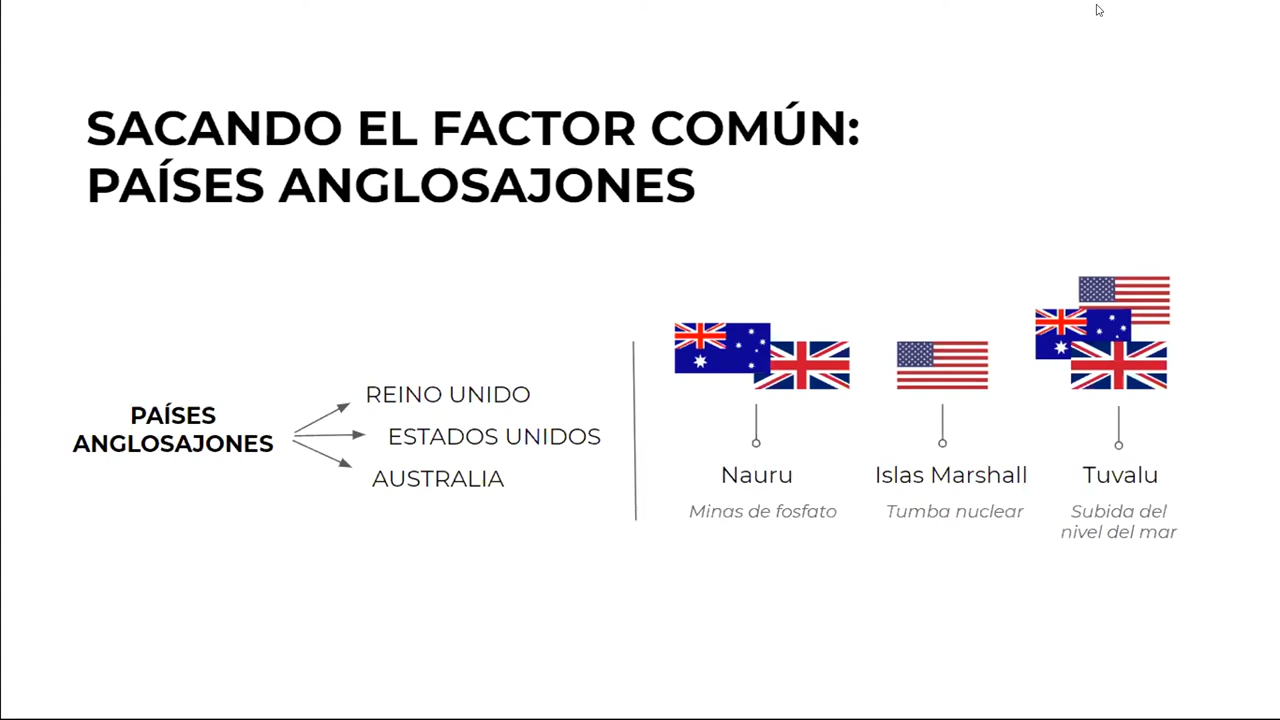 SACANDO EL FACTOR COMÚN:
PAÍSES ANGLOSAJONES
PAÍSES
ANGLOSAJONES
REINO UNIDO
ESTADOS UNIDOS
AUSTRALIA
Nauru
Minas de fosfato
Islas Marshall
Tumba nuclear
Tuvalu
Subida del
nivel del mar